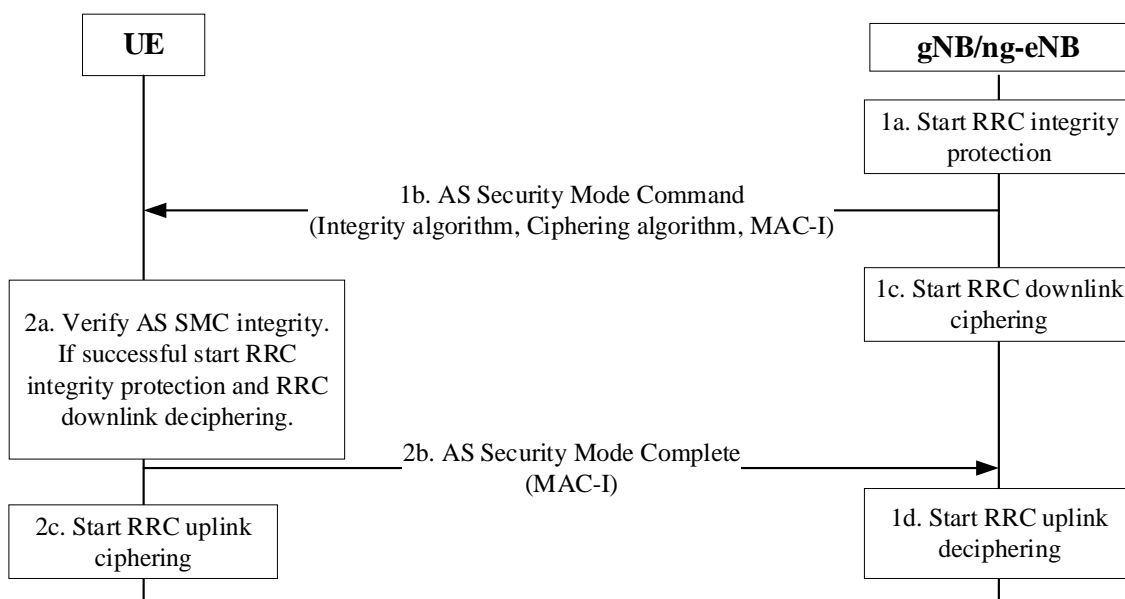 UE
gNB/ng-eNB
1a. Start RRC integrity
protection
1b. AS Security Mode Command
(Integrity algorithm, Ciphering algorithm, MAC-I)
1c. Start RRC downlink
ciphering
2a. Verify AS SMC integrity.
If successful start RRC
integrity protection and RRC
downlink deciphering.
2b. AS Security Mode Complete
(MAC-I)
2c. Start RRC uplink
ciphering
1d. Start RRC uplink
deciphering